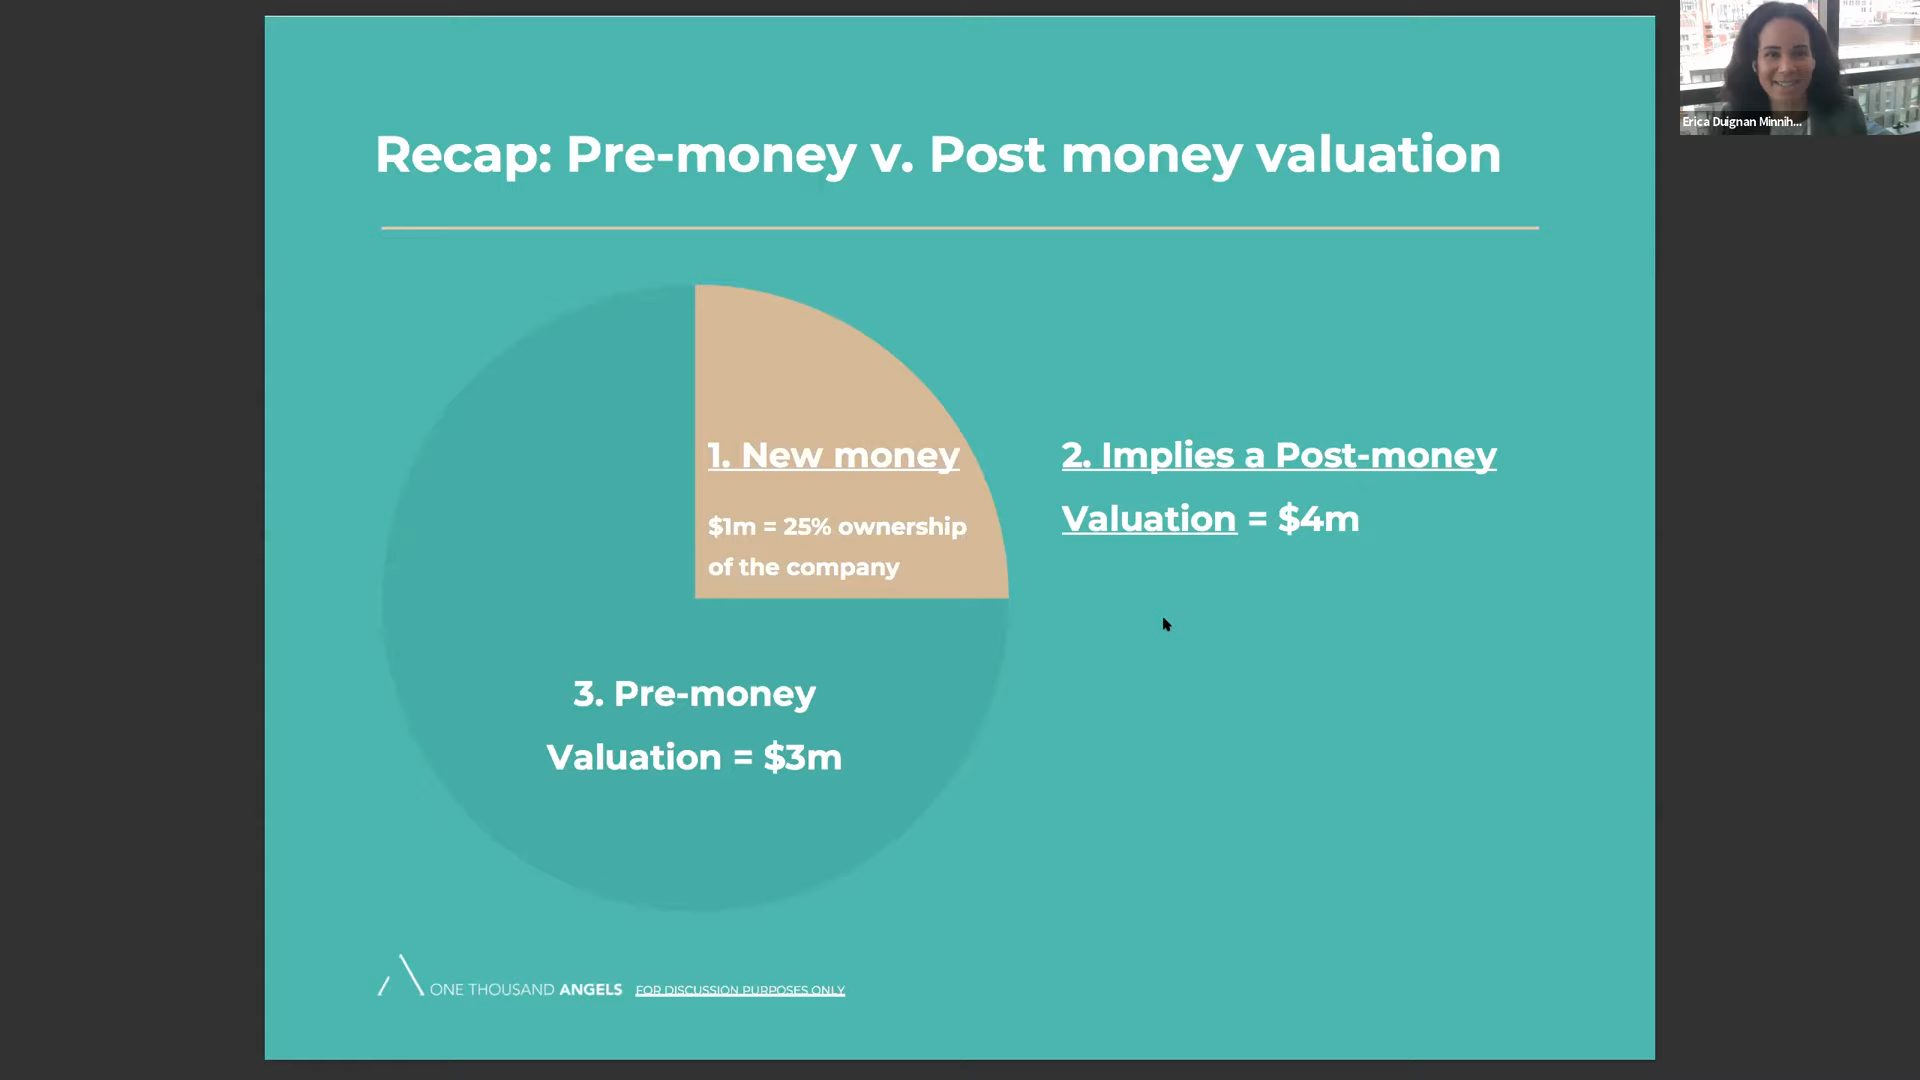 Erica Duignan Minnih...
Recap: Pre-money v. Post money valuation
1. New money
$1m = 25% ownership
of the company
2. Implies a Post-money
Valuation = $4m
3. Pre-money
Valuation = $3m
ONE THOUSAND ANGELS FOR DISCUSSION PURPOSES ONLY